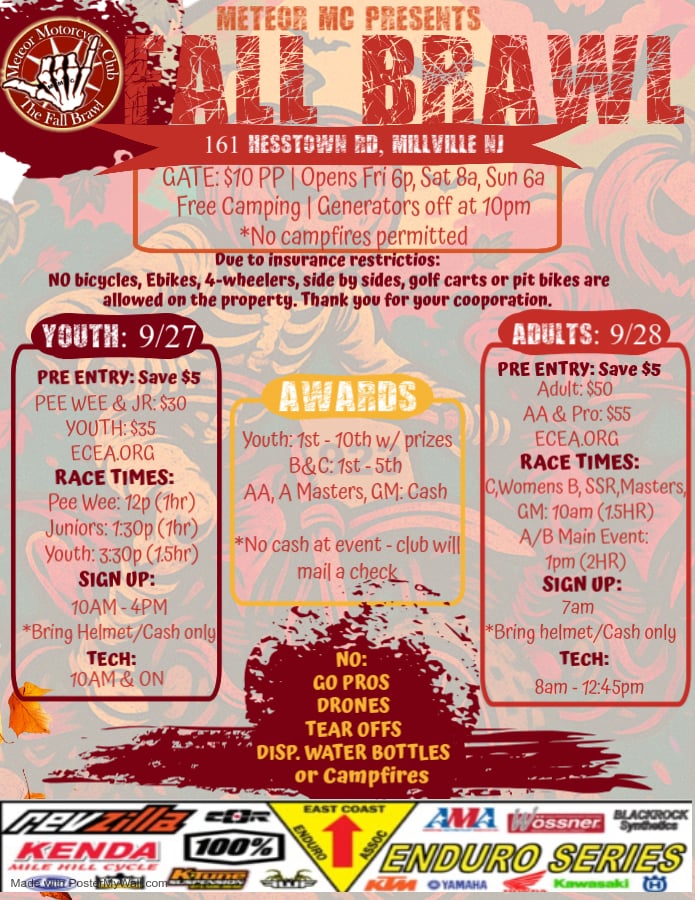 METEOR MC PRESENTS
FALL BRAWL
Meteor Motorcycle Club
The Fall Brawl
161 HESSTOWN RD, MILLVILLE NJ
GATE: $10 PP | Opens Fri 6p, Sat 8a, Sun 6a
Free Camping | Generators off at 10pm
*No campfires permitted
Due to insurance restrictios:
NO bicycles, Ebikes, 4-wheelers, side by sides, golf carts or pit bikes are
allowed on the property. Thank you for your cooporation.
YOUTH: 9/27
PRE ENTRY: Save $5
PEE WEE & JR: $30
YOUTH: $35
ECEA.ORG
RACE TIMES:
Pee Wee: 12p (1hr)
Juniors: 1:30p (1hr)
Youth: 3:30p (1.5hr)
SIGN UP:
10AM - 4PM
*Bring Helmet/Cash only
TECH:
10AM & ON
AWARDS
Youth: 1st - 10th w/ prizes
B&C: 1st - 5th
AA, A Masters, GM: Cash
*No cash at event - club will
mail a check
ADULTS: 9/28
PRE ENTRY: Save $5
Adult: $50
AA & Pro: $55
ECEA.ORG
RACE TIMES:
C,Womens B, SSR,Masters,
GM: 10am (1.5HR)
A/B Main Event:
1pm (2HR)
SIGN UP:
7am
*Bring helmet/Cash only
TECH:
8am - 12:45pm
NO:
GO PROS
DRONES
TEAR OFFS
DISP. WATER BOTTLES
or Campfires
revzilla
KENDA
MILE HILL CYCLE
100%
K-Tune
SUSPENSION
EAST COAST
ENDURO
ASSOC
AMA
Wössner
BLACKROCK
Synthetics
ENDURO SERIES
KTM
YAMAHA
HONDA
Kawasaki
Made with PosterMyWall.com